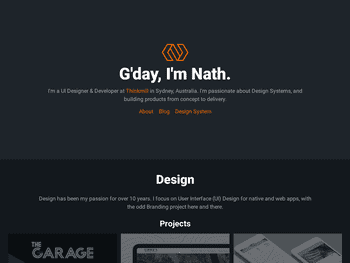 G'day, I'm Nath.
I'm a UI Designer & Developer at Thinkmill in Sydney, Australia. I'm passionate about Design Systems, and
building products from concept to delivery.
About Blog Design System
Design
Design has been my passion for over 10 years. I focus on User Interface (UI) Design for native and web apps, with
the odd Branding project here and there.
Projects
THE
GARAGE